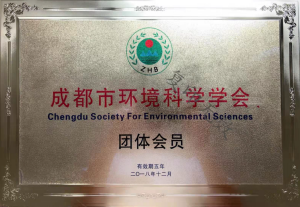 ZHB
成都市环境科学学会
Chengdu Society For Environmental Sciences
团体会员
有效期五年
二〇一八年十二月